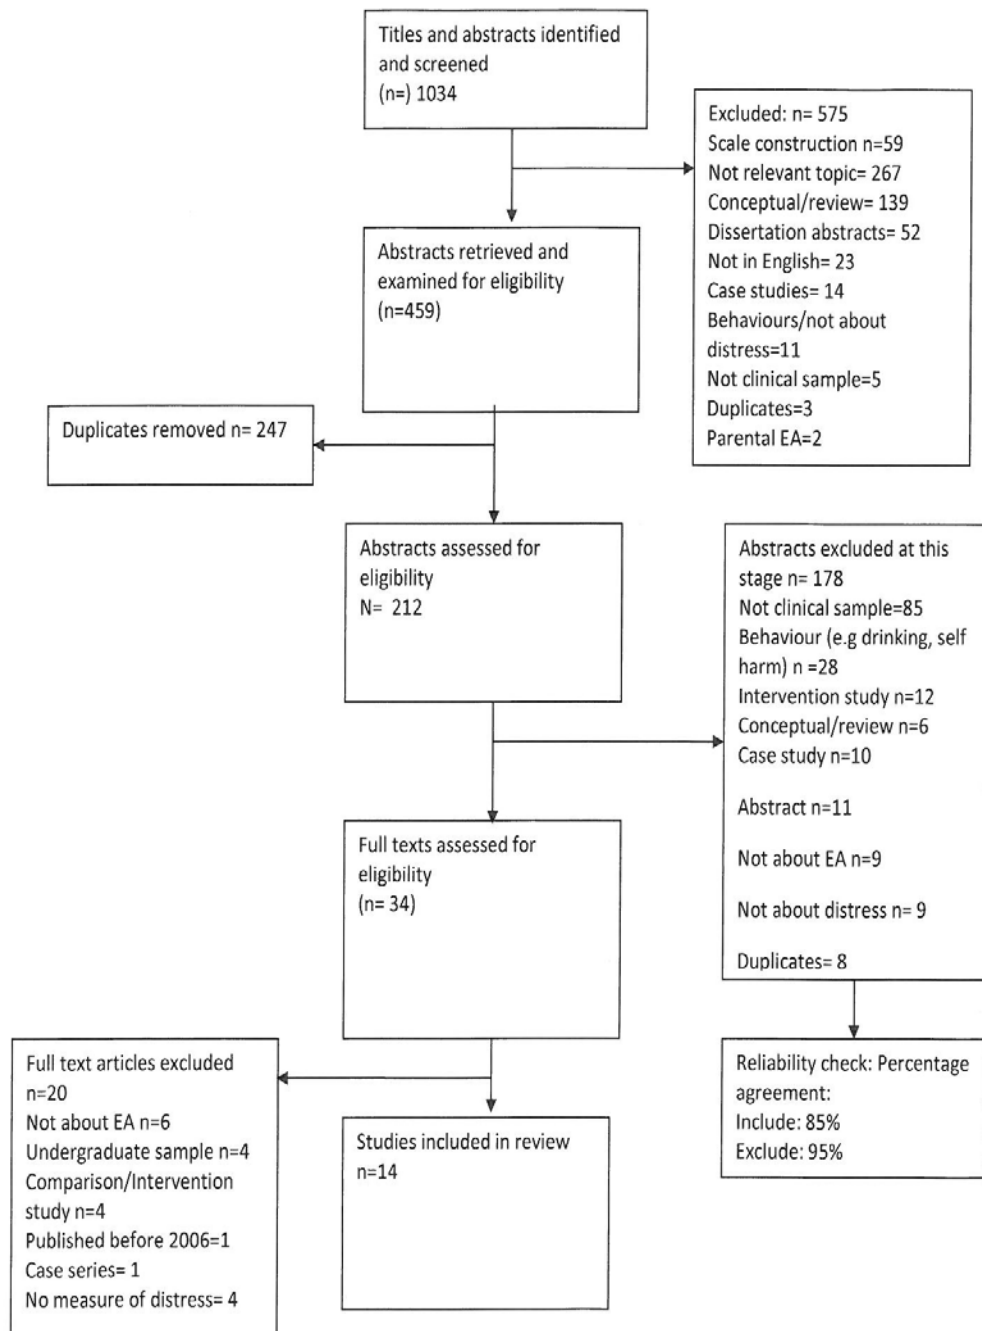 Titles and abstracts identified
and screened
(n=) 1034
Excluded: n= 575
Scale construction n=59
Not relevant topic= 267
Conceptual/review= 139
Dissertation abstracts= 52
Not in English= 23
Case studies= 14
Behaviours/not about
distress=11
Not clinical sample=5
Duplicates=3
Parental EA=2
Abstracts retrieved and
examined for eligibility
(n=459)
Duplicates removed n= 247
Abstracts assessed for
eligibility
N= 212
Abstracts excluded at this
stage n= 178
Not clinical sample=85
Behaviour (e.g drinking, self
harm) n =28
Intervention study n=12
Conceptual/review n=6
Case study n=10
Abstract n=11
Not about EA n=9
Not about distress n= 9
Duplicates= 8
Full texts assessed for
eligibility
(n= 34)
Reliability check: Percentage
agreement:
Include: 85%
Exclude: 95%
Full text articles excluded
n=20
Not about EA n=6
Undergraduate sample n=4
Comparison/Intervention
study n=4
Published before 2006=1
Case series= 1
No measure of distress= 4
Studies included in review
n=14